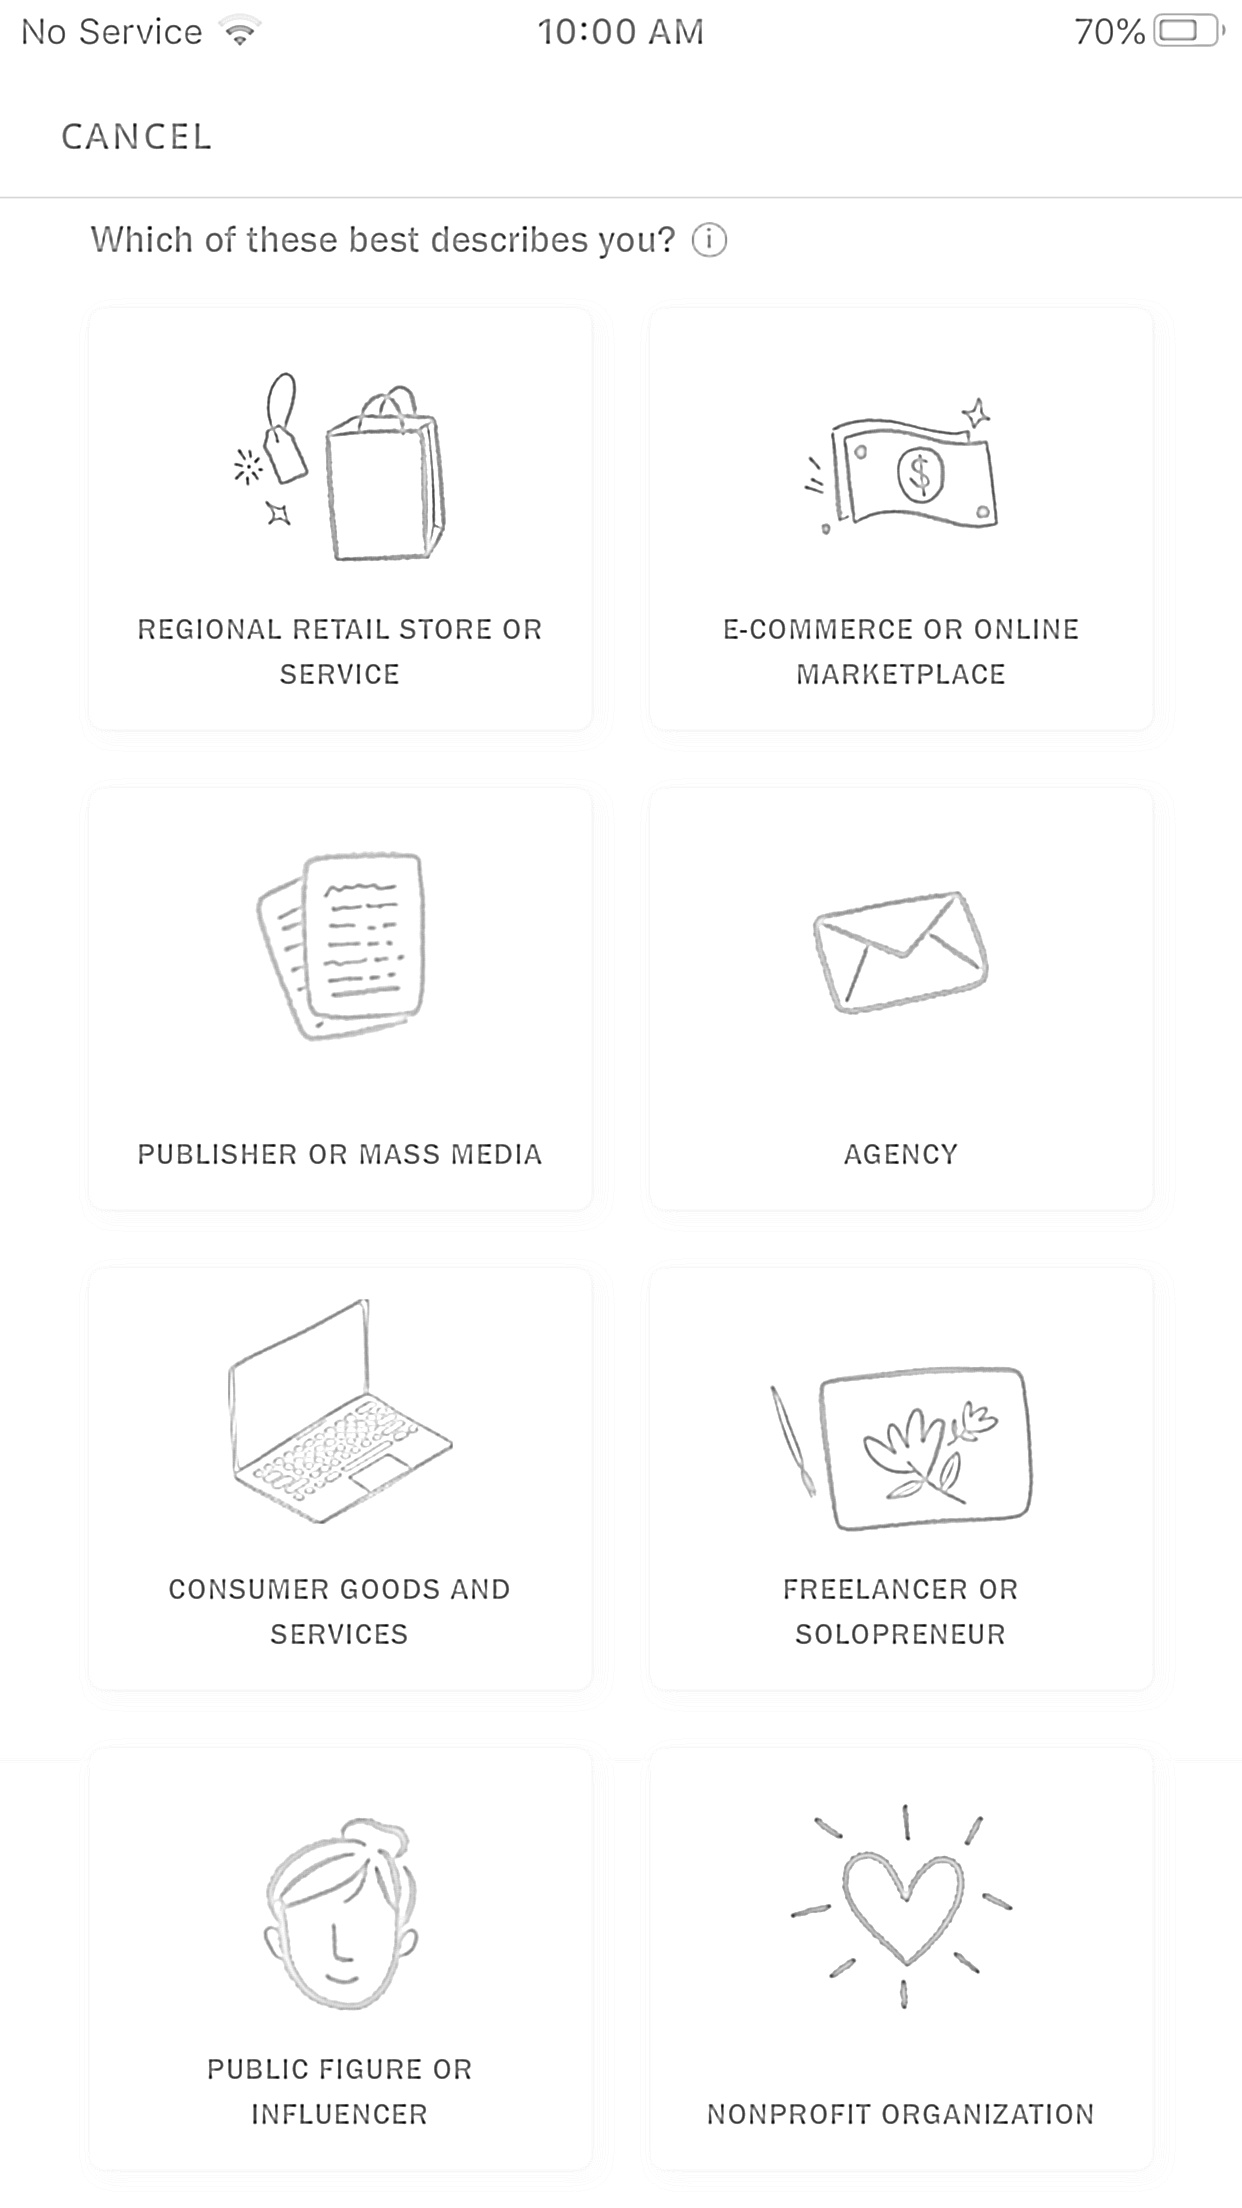 No Service 10:00 AM 70%
CANCEL
Which of these best describes you?
REGIONAL RETAIL STORE OR
SERVICE
E-COMMERCE OR ONLINE
MARKETPLACE
PUBLISHER OR MASS MEDIA
AGENCY
CONSUMER GOODS AND
SERVICES
FREELANCER OR
SOLOPRENEUR
PUBLIC FIGURE OR
INFLUENCER
NONPROFIT ORGANIZATION